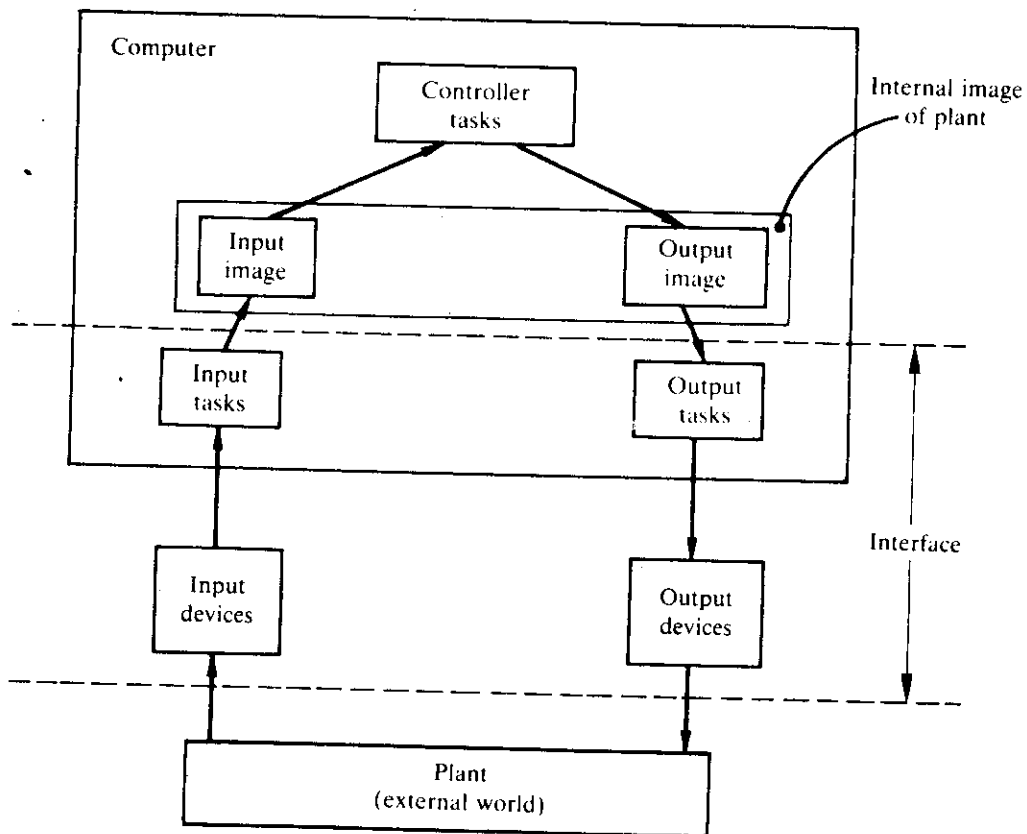 Computer
Controller
tasks
Internal image
of plant
Input
image
Output
image
Input
tasks
Output
tasks
Interface
Input
devices
Output
devices
Plant
(external world)